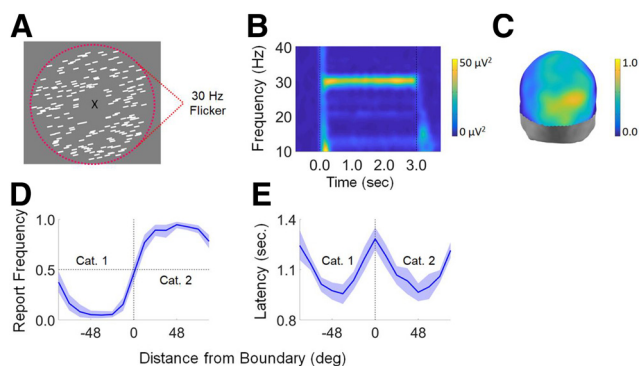 A
X
30 Hz
Flicker
B
Frequency (Hz)
40
30
20
10
0.0 1.0 2.0 3.0
Time (sec)
50 µV²
0 µV²
C
1.0
0.0
D
Report Frequency
1.0
0.5
0.0
Cat. 1
Cat. 2
-48 0 48
E
Latency (sec.)
1.4
1.1
0.8
Cat. 1
Cat. 2
-48 0 48
Distance from Boundary (deg)